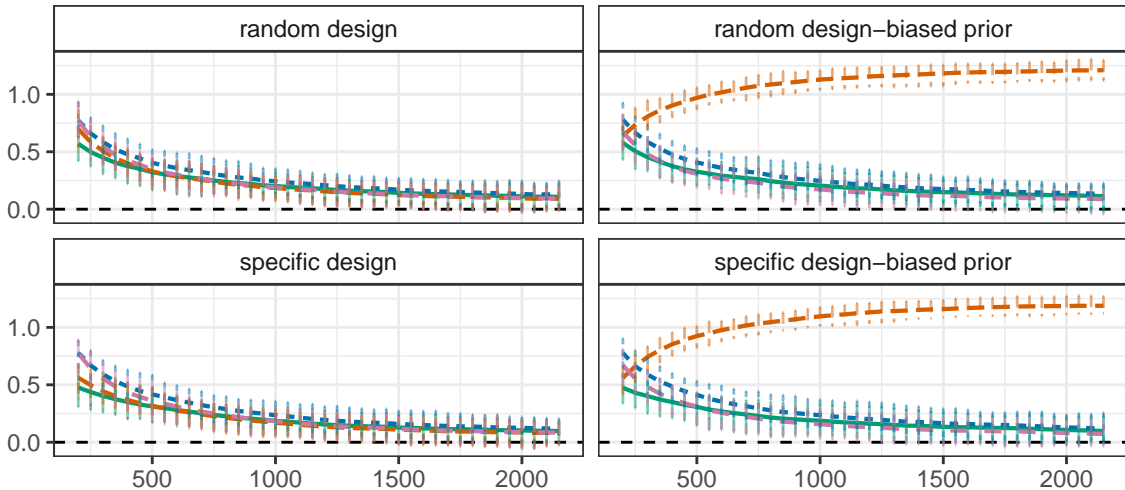 random design
random design−biased prior
1.0
0.5
0.0
specific design
specific design−biased prior
1.0
0.5
0.0
500 1000 1500 2000
500 1000 1500 2000